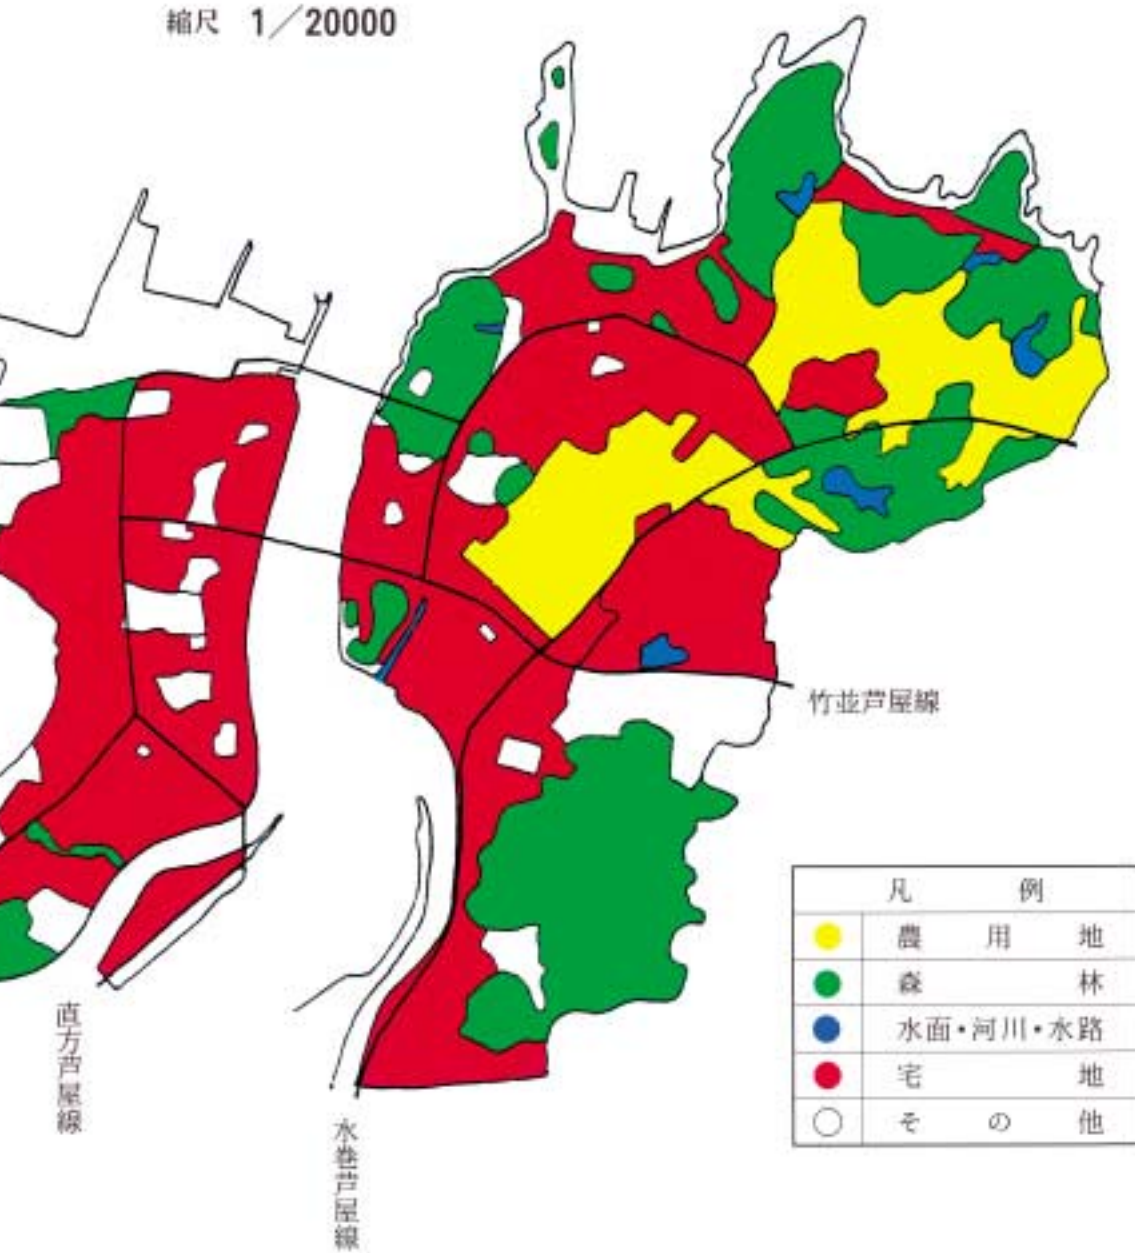 縮尺 1／20000
竹並芦屋線
凡例
農用地
森林
水面・河川・水路
宅地
その他
直方芦屋線
水巻芦屋線